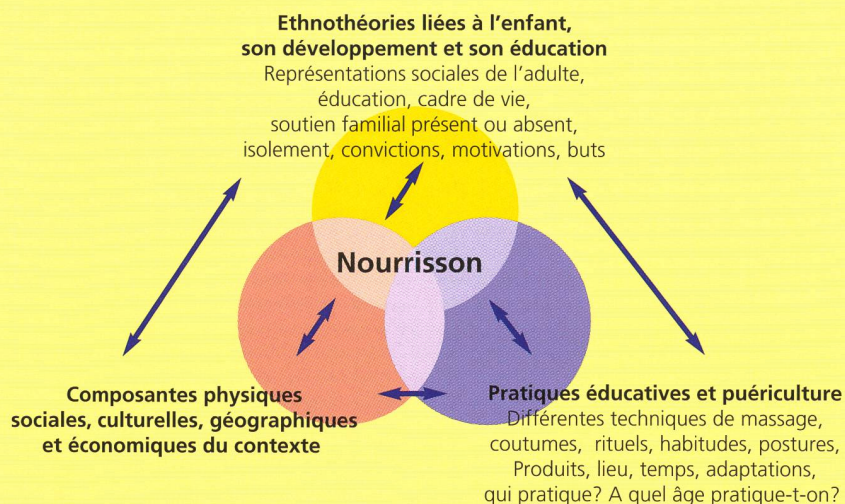 Ethnothéories liées à l'enfant,
son développement et son éducation
Représentations sociales de l'adulte,
éducation, cadre de vie,
soutien familial présent ou absent,
isolement, convictions, motivations, buts
Nourrisson
Composantes physiques
sociales, culturelles, géographiques
et économiques du contexte
Pratiques éducatives et puériculture
Différentes techniques de massage,
coutumes, rituels, habitudes, postures,
Produits, lieu, temps, adaptations,
qui pratique? A quel âge pratique-t-on?